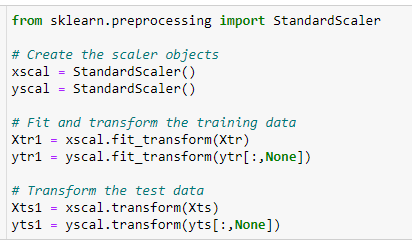 from sklearn.preprocessing import StandardScaler
# Create the scaler objects
xscal = StandardScaler()
yscal = StandardScaler()
# Fit and transform the training data
Xtr1 = xscal.fit_transform(Xtr)
ytr1 = yscal.fit_transform(ytr[:,None])
# Transform the test data
Xts1 = xscal.transform(Xts)
yts1 = yscal.transform(yts[:,None])